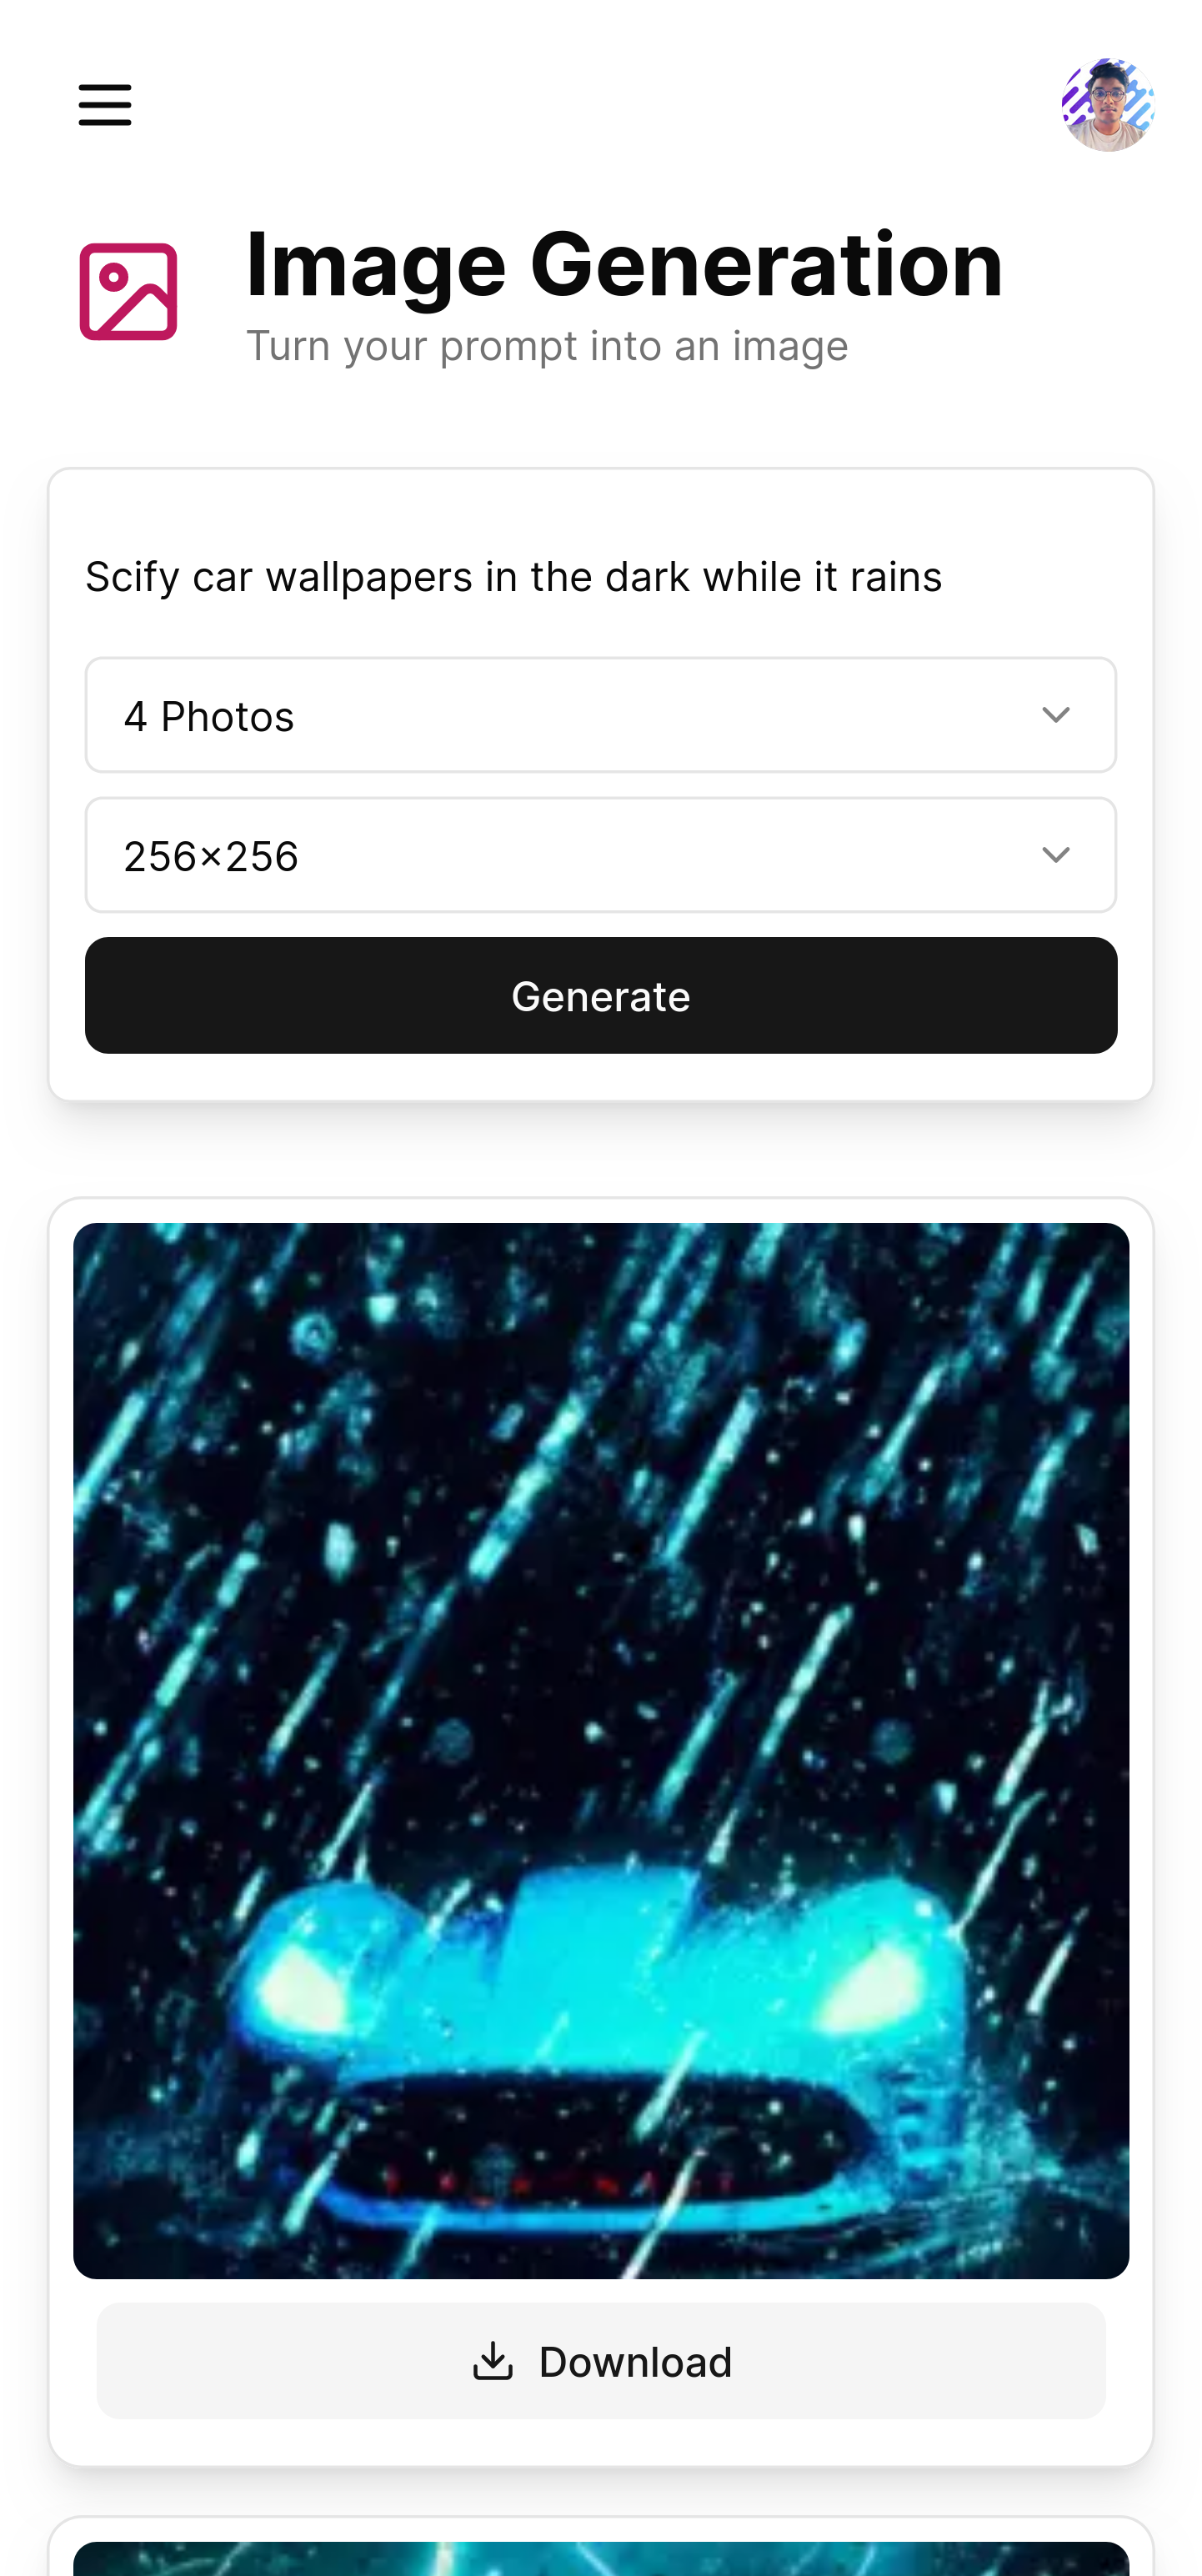 Image Generation
Turn your prompt into an image
Scify car wallpapers in the dark while it rains
4 Photos
256×256
Generate
Download